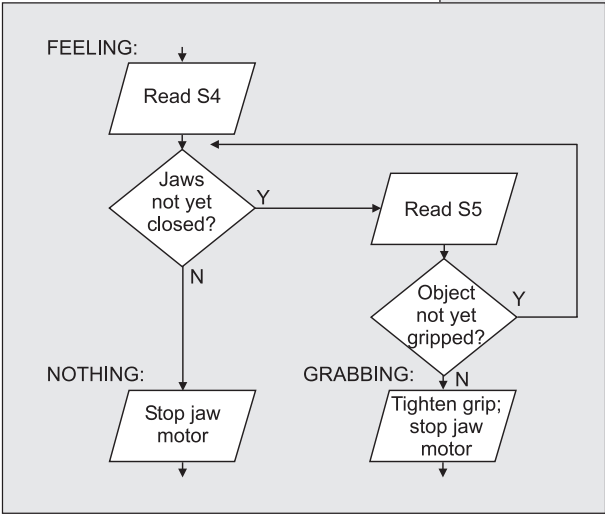 FEELING:
Read S4
Jaws
not yet
closed?
Y
N
Read S5
Object
not yet
gripped?
Y
N
NOTHING:
Stop jaw
motor
GRABBING:
Tighten grip;
stop jaw
motor